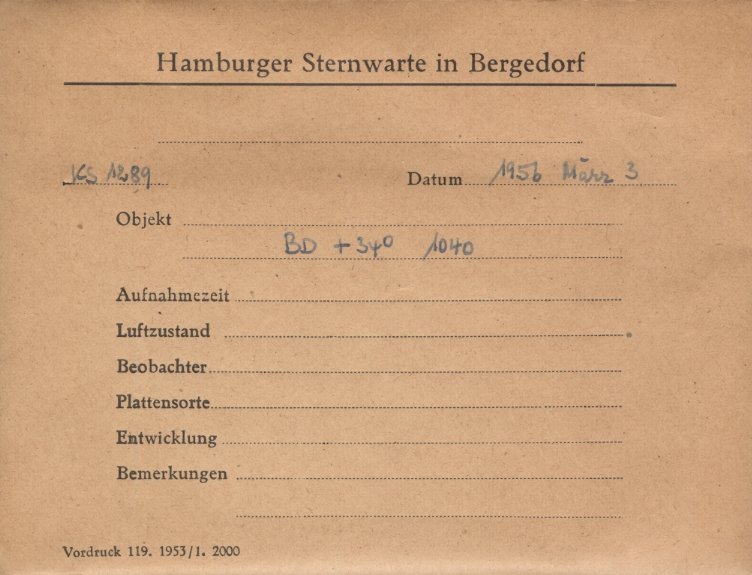 Hamburger Sternwarte in Bergedorf
KS 1289 Datum 1956 März 3
Objekt
BD +34° 1040
Aufnahmezeit
Luftzustand
Beobachter
Plattensorte
Entwicklung
Bemerkungen
Vordruck 119. 1953/1. 2000